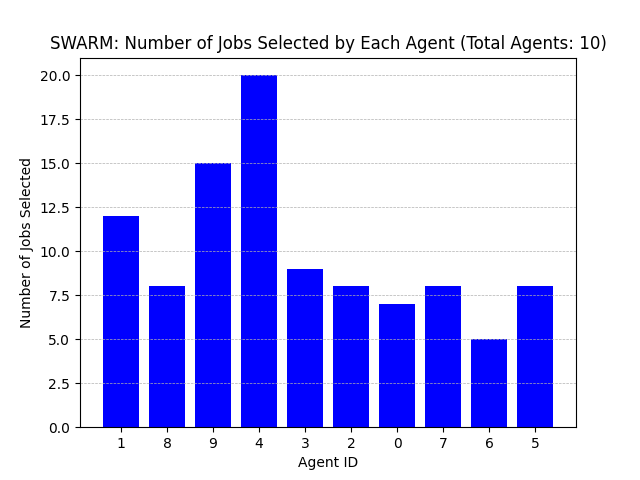 SWARM: Number of Jobs Selected by Each Agent (Total Agents: 10)
20.0
17.5
15.0
12.5
10.0
7.5
5.0
2.5
0.0
Number of Jobs Selected
1 8 9 4 3 2 0 7 6 5
Agent ID